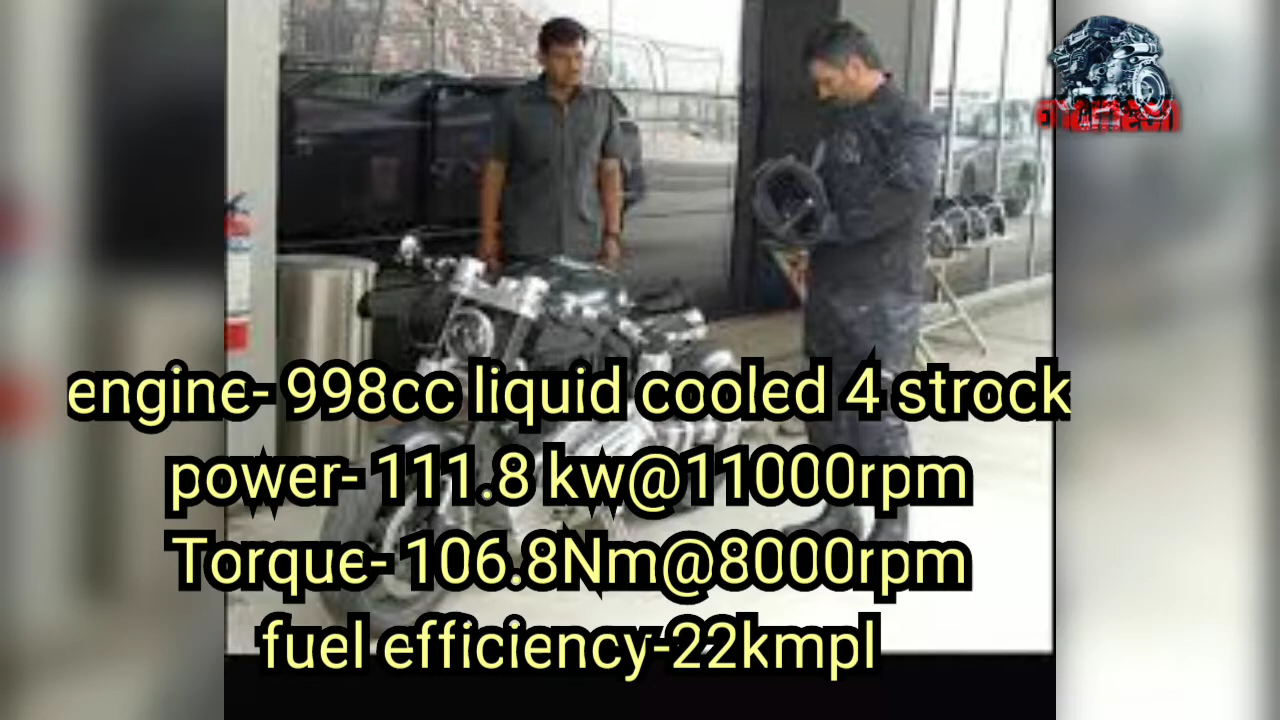 engine- 998cc liquid cooled 4 strock
power- 111.8 kw@11000rpm
Torque- 106.8Nm@8000rpm
fuel efficiency-22kmpl